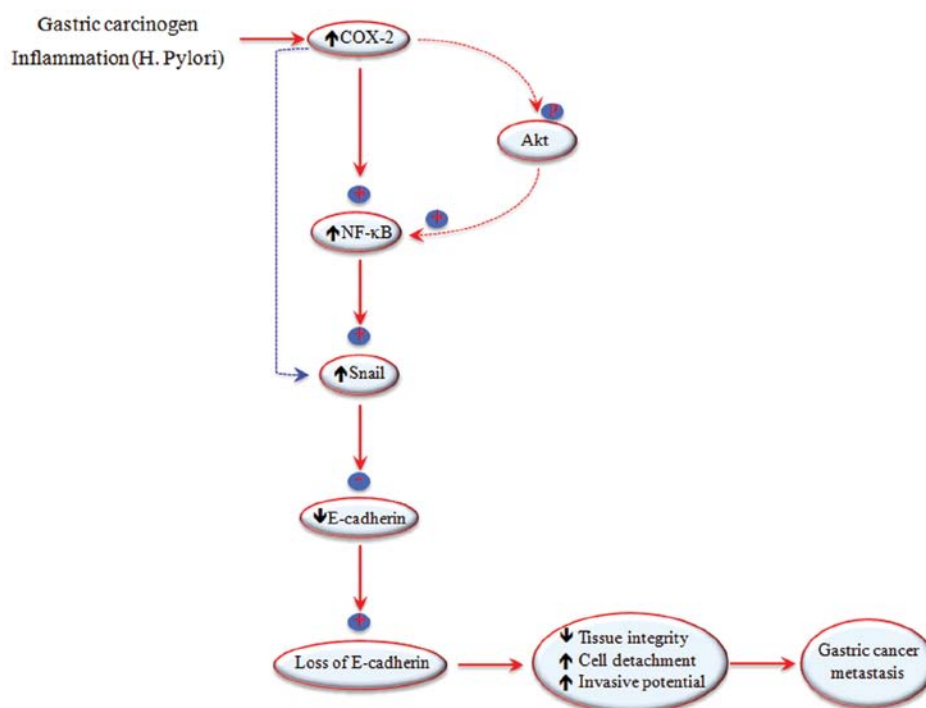 Gastric carcinogen
Inflammation (H. Pylori)
↑COX-2
Akt
+
+
↑NF-κB
+
↑Snail
-
↓E-cadherin
+
Loss of E-cadherin
↓ Tissue integrity
↑ Cell detachment
↑ Invasive potential
Gastric cancer
metastasis